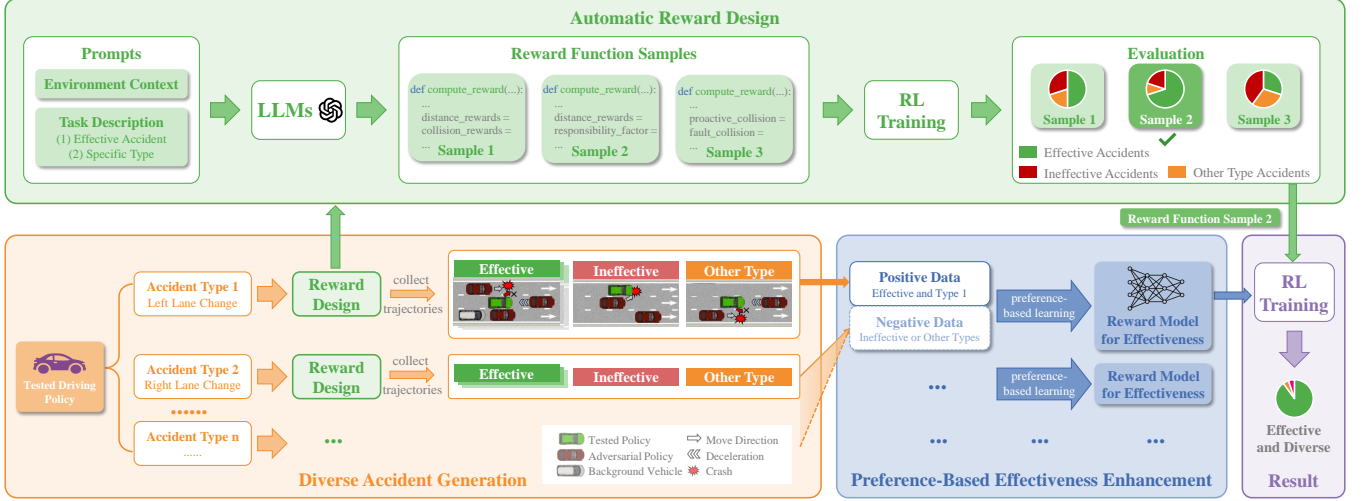 Automatic Reward Design
Prompts
Environment Context
Task Description
(1) Effective Accident
(2) Specific Type
LLMs
Reward Function Samples
def compute_reward(...):
...
distance_rewards =
collision_rewards =
...
Sample 1
def compute_reward(...):
...
distance_rewards =
responsibility_factor =
...
Sample 2
def compute_reward(...):
...
proactive_collision =
fault_collision =
...
Sample 3
RL
Training
Evaluation
Sample 1
Sample 2
Sample 3
Effective Accidents
Ineffective Accidents
Other Type Accidents
Reward Function Sample 2
Tested Driving
Policy
Accident Type 1
Left Lane Change
Reward
Design
collect
trajectories
Effective
Ineffective
Other Type
Accident Type 2
Right Lane Change
Reward
Design
collect
trajectories
Effective
Ineffective
Other Type
......
Accident Type n
......
...
Tested Policy
Adversarial Policy
Background Vehicle
Move Direction
Deceleration
Crash
Diverse Accident Generation
Positive Data
Effective and Type 1
Negative Data
Ineffective or Other Types
preference-
based learning
Reward Model
for Effectiveness
...
preference-
based learning
Reward Model
for Effectiveness
...
...
...
Preference-Based Effectiveness Enhancement
RL
Training
Effective
and Diverse
Result